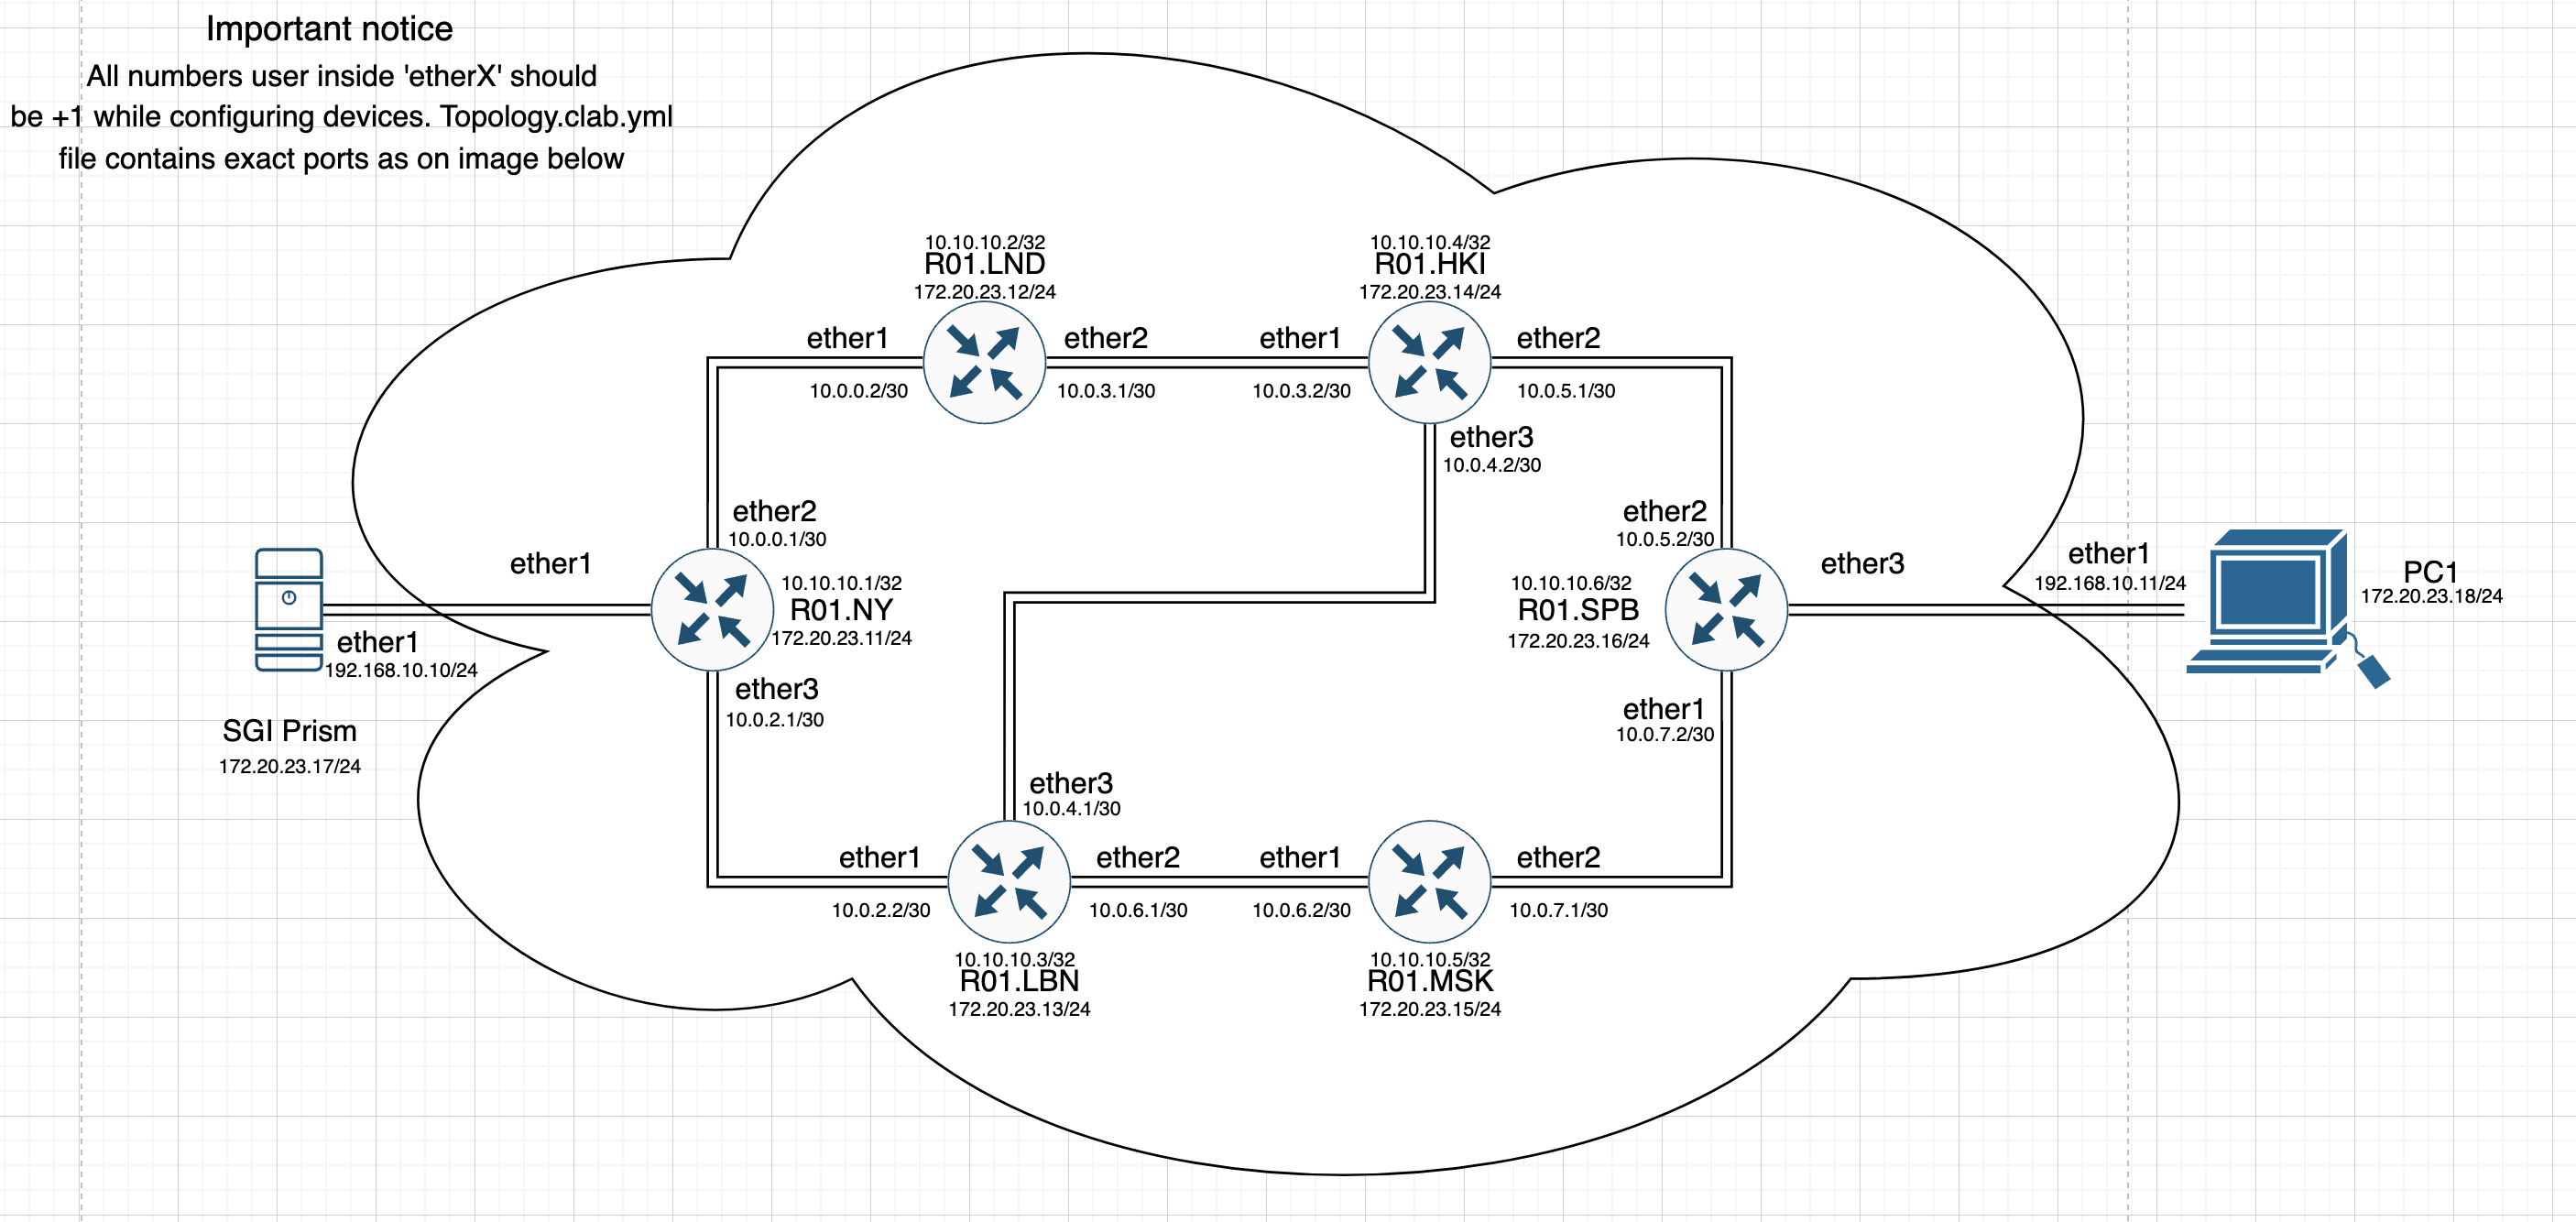 Important notice
All numbers user inside 'etherX' should
be +1 while configuring devices. Topology.clab.yml
file contains exact ports as on image below
10.10.10.2/32
R01.LND
172.20.23.12/24
10.10.10.4/32
R01.HKI
172.20.23.14/24
ether1
ether2
ether1
ether2
10.0.0.2/30
10.0.3.1/30
10.0.3.2/30
10.0.5.1/30
ether3
10.0.4.2/30
ether2
10.0.0.1/30
ether2
10.0.5.2/30
ether1
10.10.10.1/32
R01.NY
172.20.23.11/24
10.10.10.6/32
R01.SPB
172.20.23.16/24
ether3
ether1
192.168.10.11/24
PC1
172.20.23.18/24
ether1
192.168.10.10/24
SGI Prism
172.20.23.17/24
ether3
10.0.2.1/30
ether1
10.0.7.2/30
ether3
10.0.4.1/30
ether1
ether2
ether1
ether2
10.0.2.2/30
10.0.6.1/30
10.0.6.2/30
10.0.7.1/30
10.10.10.3/32
R01.LBN
172.20.23.13/24
10.10.10.5/32
R01.MSK
172.20.23.15/24